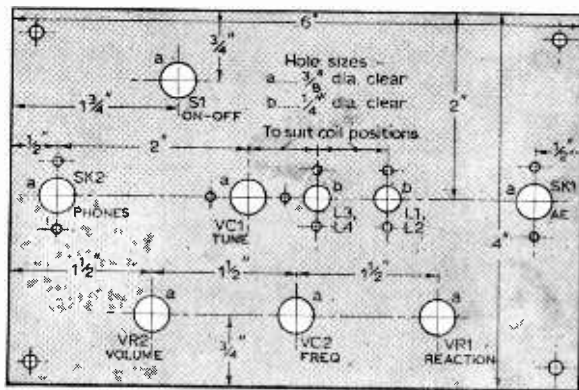 6"
3/4"
a
S1
ON-OFF
Hole sizes –
a ..... 3/8" dia. clear
b ..... 1/4" dia. clear
1 3/4"
2"
To suit coil positions
1/2"
2"
1/2"
a
SK2
PHONES
a
VC1
TUNE
b
L3,
L4
b
L1,
L2
a
SK1
AE
4"
1 1/2"
1 1/2"
1 1/2"
a
VR2
VOLUME
3/4"
a
VC2
FREQ
a
VR1
REACTION